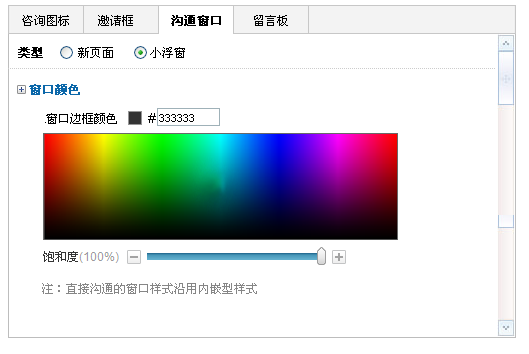 咨询图标 邀请框 沟通窗口 留言板
类型 新页面 小浮窗
窗口颜色
.窗口边框颜色 # 333333
饱和度(100%)
注：直接沟通的窗口样式沿用内嵌型样式